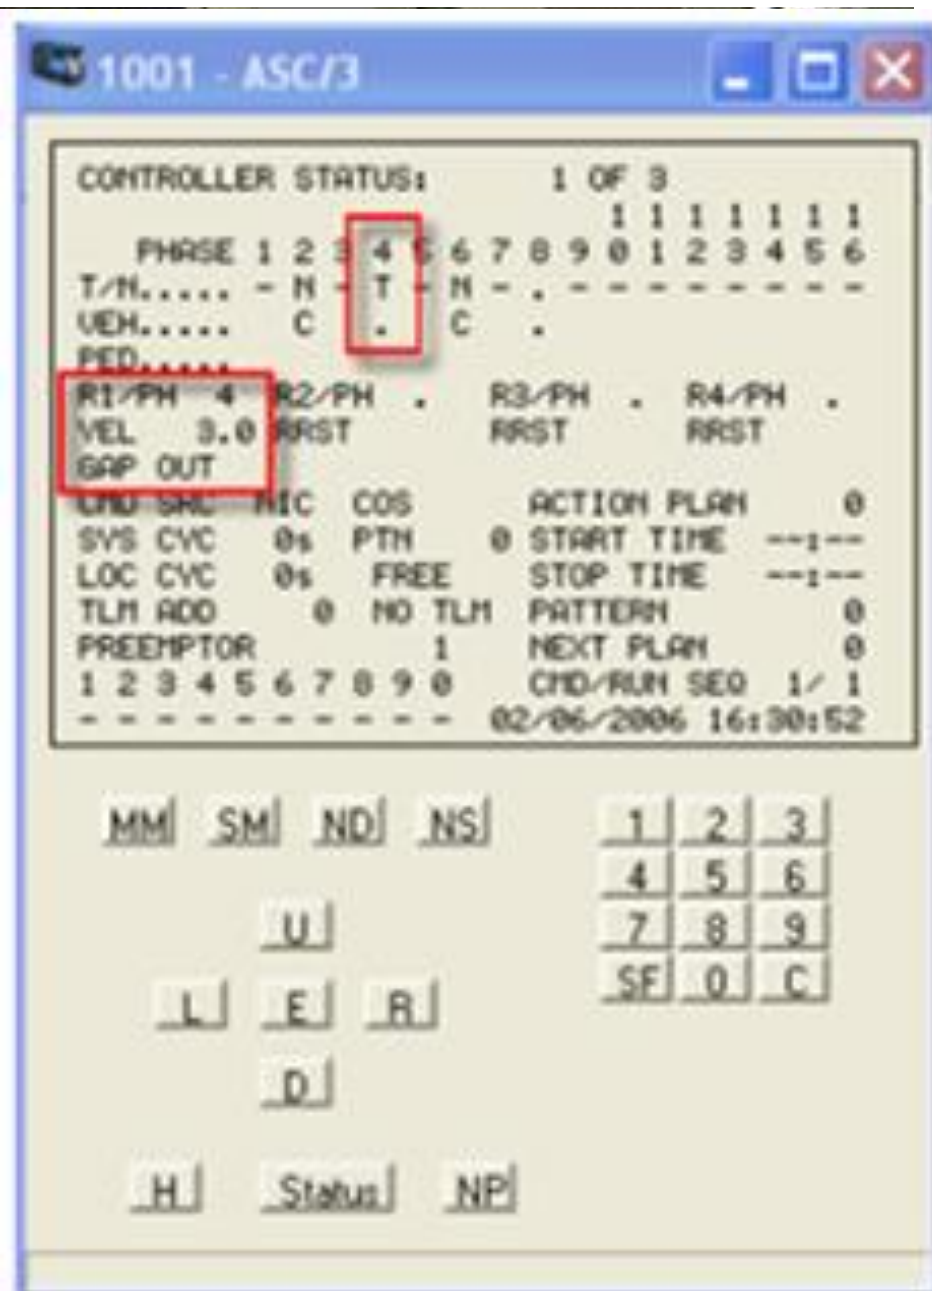 1001 - ASC/3
CONTROLLER STATUS: 1 OF 3
1 1 1 1 1 1 1
PHASE 1 2 3 4 5 6 7 8 9 0 1 2 3 4 5 6
T/N..... - N - T - N - . - - - - - - - -
VEH..... C . C .
PED.....
R1/PH 4 R2/PH . R3/PH . R4/PH .
VEL 3.0 RRST RRST RRST
GAP OUT
CMD SRC NIC COS ACTION PLAN 0
SYS CYC 0s PTN 0 START TIME --:--
LOC CYC 0s FREE STOP TIME --:--
TLM ADD 0 NO TLM PATTERN 0
PREEMPTOR 1 NEXT PLAN 0
1 2 3 4 5 6 7 8 9 0 CMD/RUN SEQ 1/ 1
- - - - - - - - - - 02/06/2006 16:30:52
MM SM ND NS 1 2 3
4 5 6
U 7 8 9
L E R SF 0 C
D
H Status NP